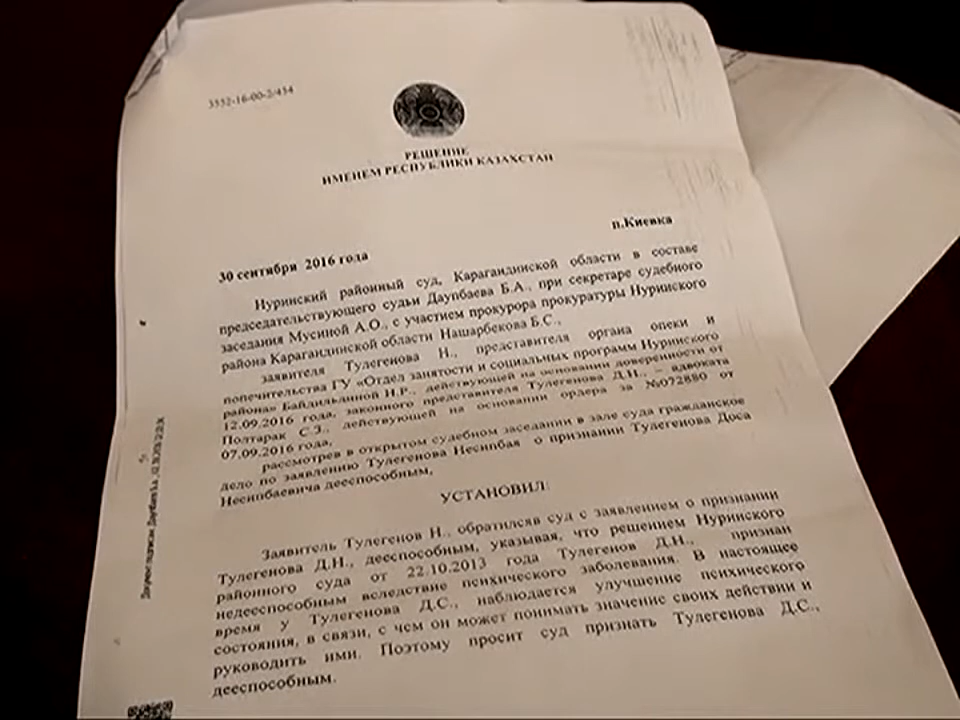 3552-16-00-2/454
РЕШЕНИЕ
ИМЕНЕМ РЕСПУБЛИКИ КАЗАХСТАН
п.Киевка
30 сентября 2016 года
Нуринский районный суд, Карагандинской области в составе
председательствующего судьи Даупбаева Б.А., при секретаре судебного
заседания Мусиной А.О., с участием прокурора прокуратуры Нуринского
района Карагандинской области Нашарбекова Б.С.,
заявителя Тулегенова Н., представителя органа опеки и
попечительства ГУ «Отдел занятости и социальных программ Нуринского
района» Байдильдиной И.Р., действующей на основании доверенности от
12.09.2016 года, законного представителя Тулегенова Д.Н., – адвоката
Полтарак С.З., действующей на основании ордера за №072880 от
07.09.2016 года,
рассмотрев в открытом судебном заседании в зале суда гражданское
дело по заявлению Тулегенова Несипбая о признании Тулегенова Доса
Несипбаевича дееспособным,
УСТАНОВИЛ:
Заявитель Тулегенов Н., обратилсяв суд с заявлением о признании
Тулегенова Д.Н., дееспособным, указывая, что решением Нуринского
районного суда от 22.10.2013 года Тулегенов Д.Н., признан
недееспособным вследствие психического заболевания. В настоящее
время у Тулегенова Д.С., наблюдается улучшение психического
состояния, в связи, с чем он может понимать значение своих действии и
руководить ими. Поэтому просит суд признать Тулегенова Д.С.,
дееспособным.
Документ подписан